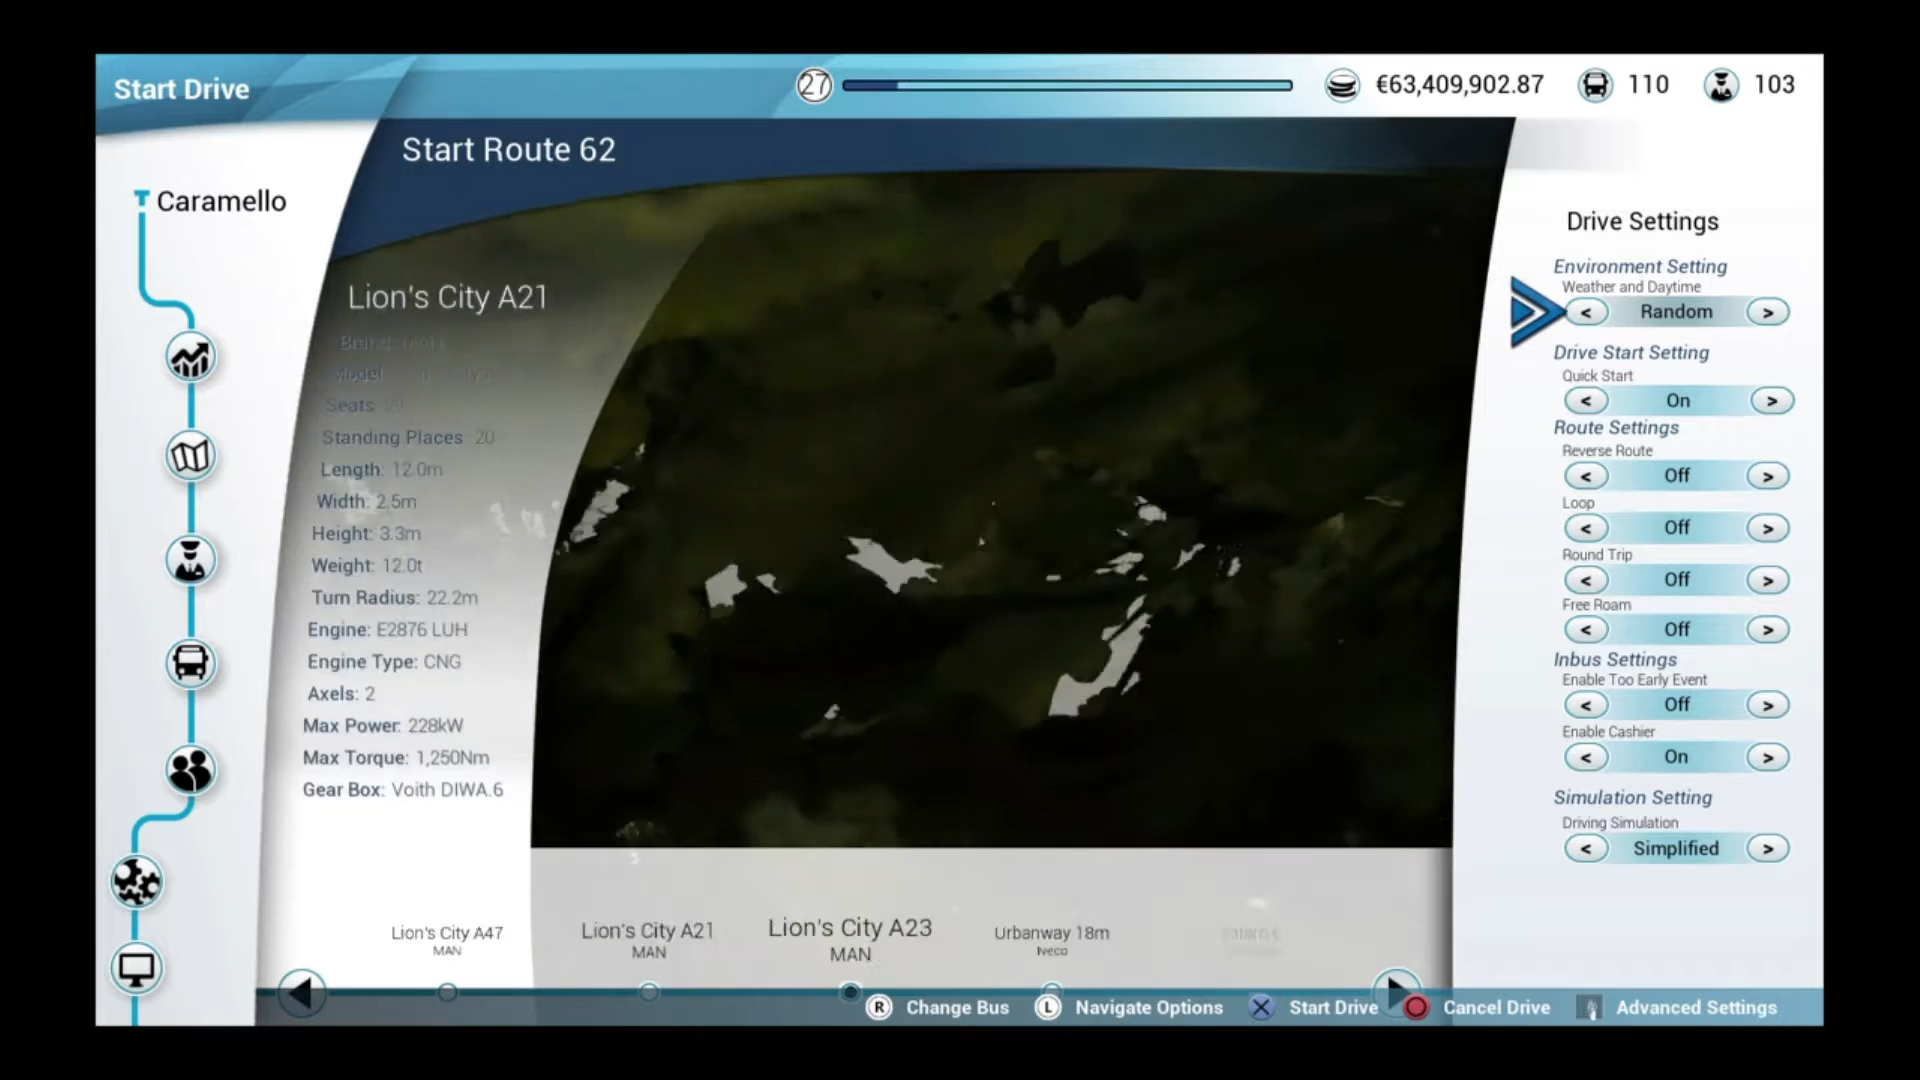 Start Drive
27
€63,409,902.87
110
103
Start Route 62
Caramello
Lion's City A21
Brand:
Model
Seats
Standing Places: 20
Length: 12.0m
Width: 2.5m
Height: 3.3m
Weight: 12.0t
Turn Radius: 22.2m
Engine: E2876 LUH
Engine Type: CNG
Axels: 2
Max Power: 228kW
Max Torque: 1,250Nm
Gear Box: Voith DIWA.6
Drive Settings
Environment Setting
Weather and Daytime
< Random >
Drive Start Setting
Quick Start
< On >
Route Settings
Reverse Route
< Off >
Loop
< Off >
Round Trip
< Off >
Free Roam
< Off >
Inbus Settings
Enable Too Early Event
< Off >
Enable Cashier
< On >
Simulation Setting
Driving Simulation
< Simplified >
Lion's City A47
MAN
Lion's City A21
MAN
Lion's City A23
MAN
Urbanway 18m
Iveco
R Change Bus
L Navigate Options
Start Drive
Cancel Drive
Advanced Settings